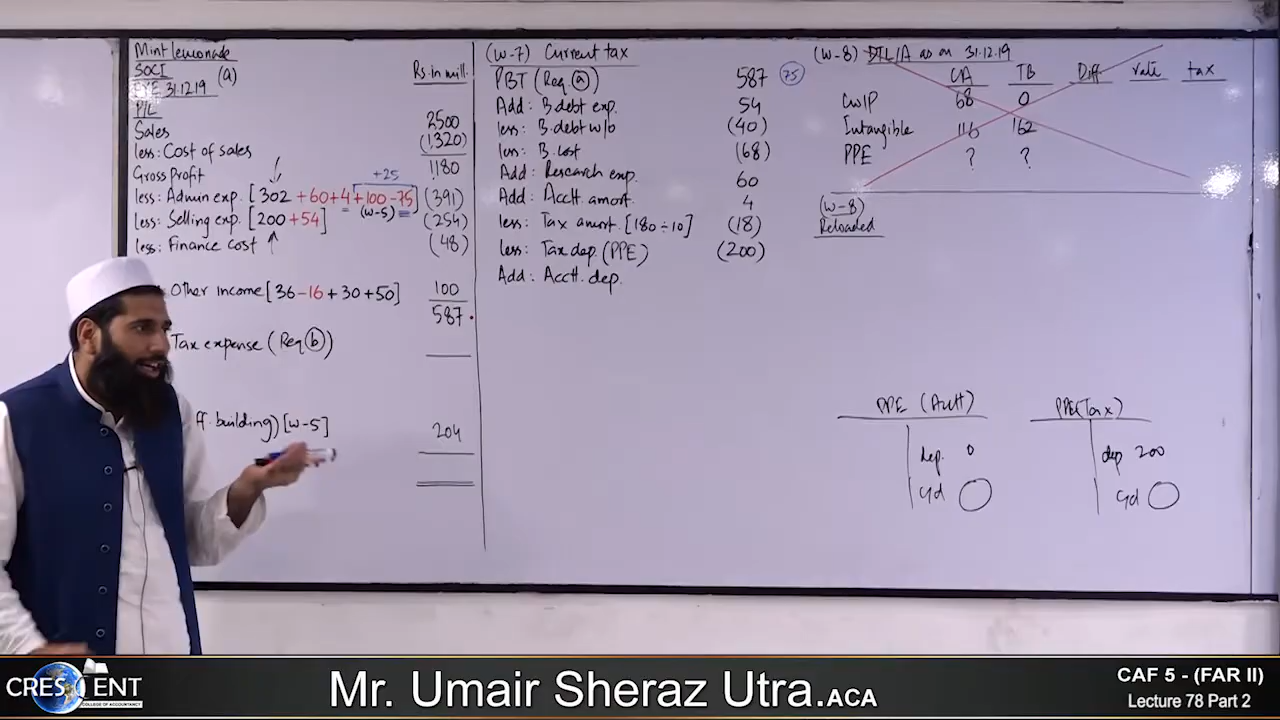 Mint lemonade
SOCI (a)
FYE 31.12.19
Rs. in mill.
P/L
Sales 2500
less: Cost of sales (1320)
Gross Profit 1180
+25
less: Admin exp. [302 +60+4+100-75] (391)
(W-5)
less: Selling exp. [200+54] (254)
less: Finance cost (48)
Other income [36-16+30+50] 100
587
Tax expense (Req (b))
f. building) [W-5] 204
(W-7) Current tax
PBT (Req (a)) 587 75
Add: B.debt exp. 54
less: B.debt w/o (40)
less: B.cost (68)
Add: Research exp. 60
Add: Acctt. amort. 4
less: Tax amort. [180÷10] (18)
less: Tax dep. (PPE) (200)
Add: Acctt. dep.
(W-8) DTL/A as on 31.12.19
CA TB Diff rate tax
CWIP 68 0
Intangible 116 162
PPE ? ?
(W-8)
Reloaded
PPE (Acctt)
dep. 0
c/d
PPE (Tax)
dep 200
c/d
CRESCENT
COLLEGE OF ACCOUNTANCY
Mr. Umair Sheraz Utra.ACA
CAF 5 - (FAR II)
Lecture 78 Part 2